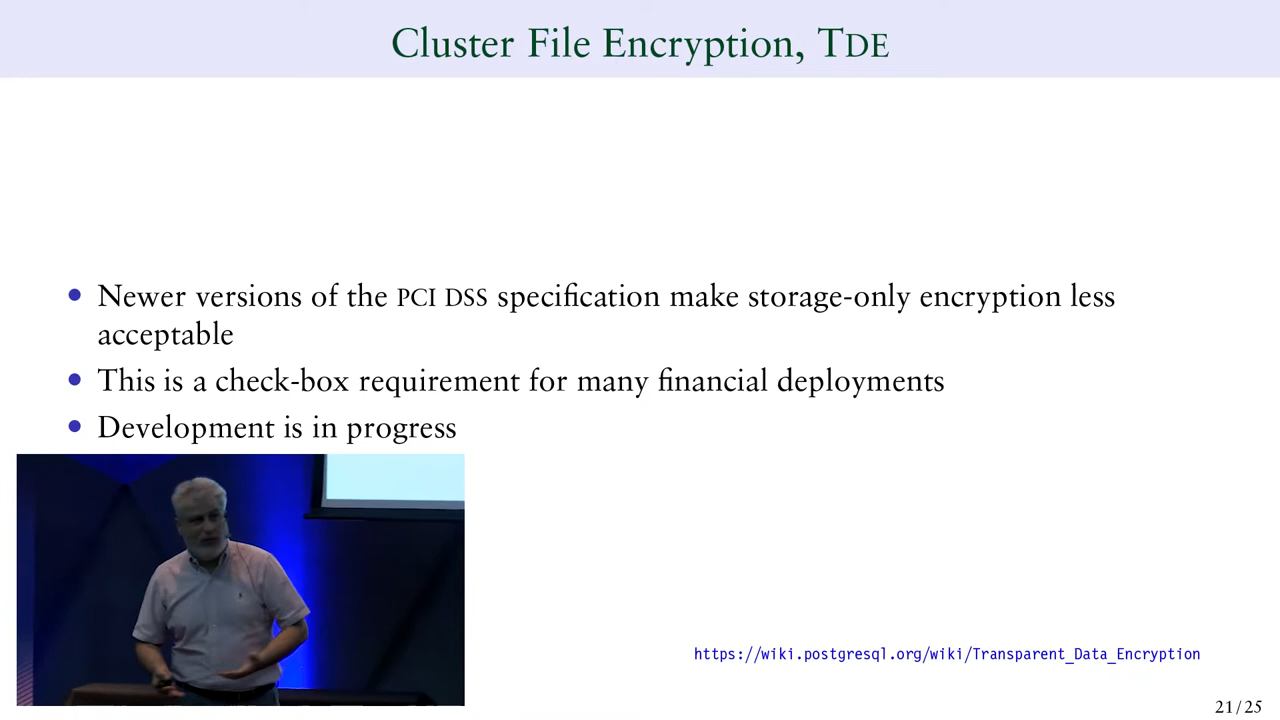 Cluster File Encryption, TDE
• Newer versions of the PCI DSS specification make storage-only encryption less
acceptable
• This is a check-box requirement for many financial deployments
• Development is in progress
https://wiki.postgresql.org/wiki/Transparent_Data_Encryption
21/25